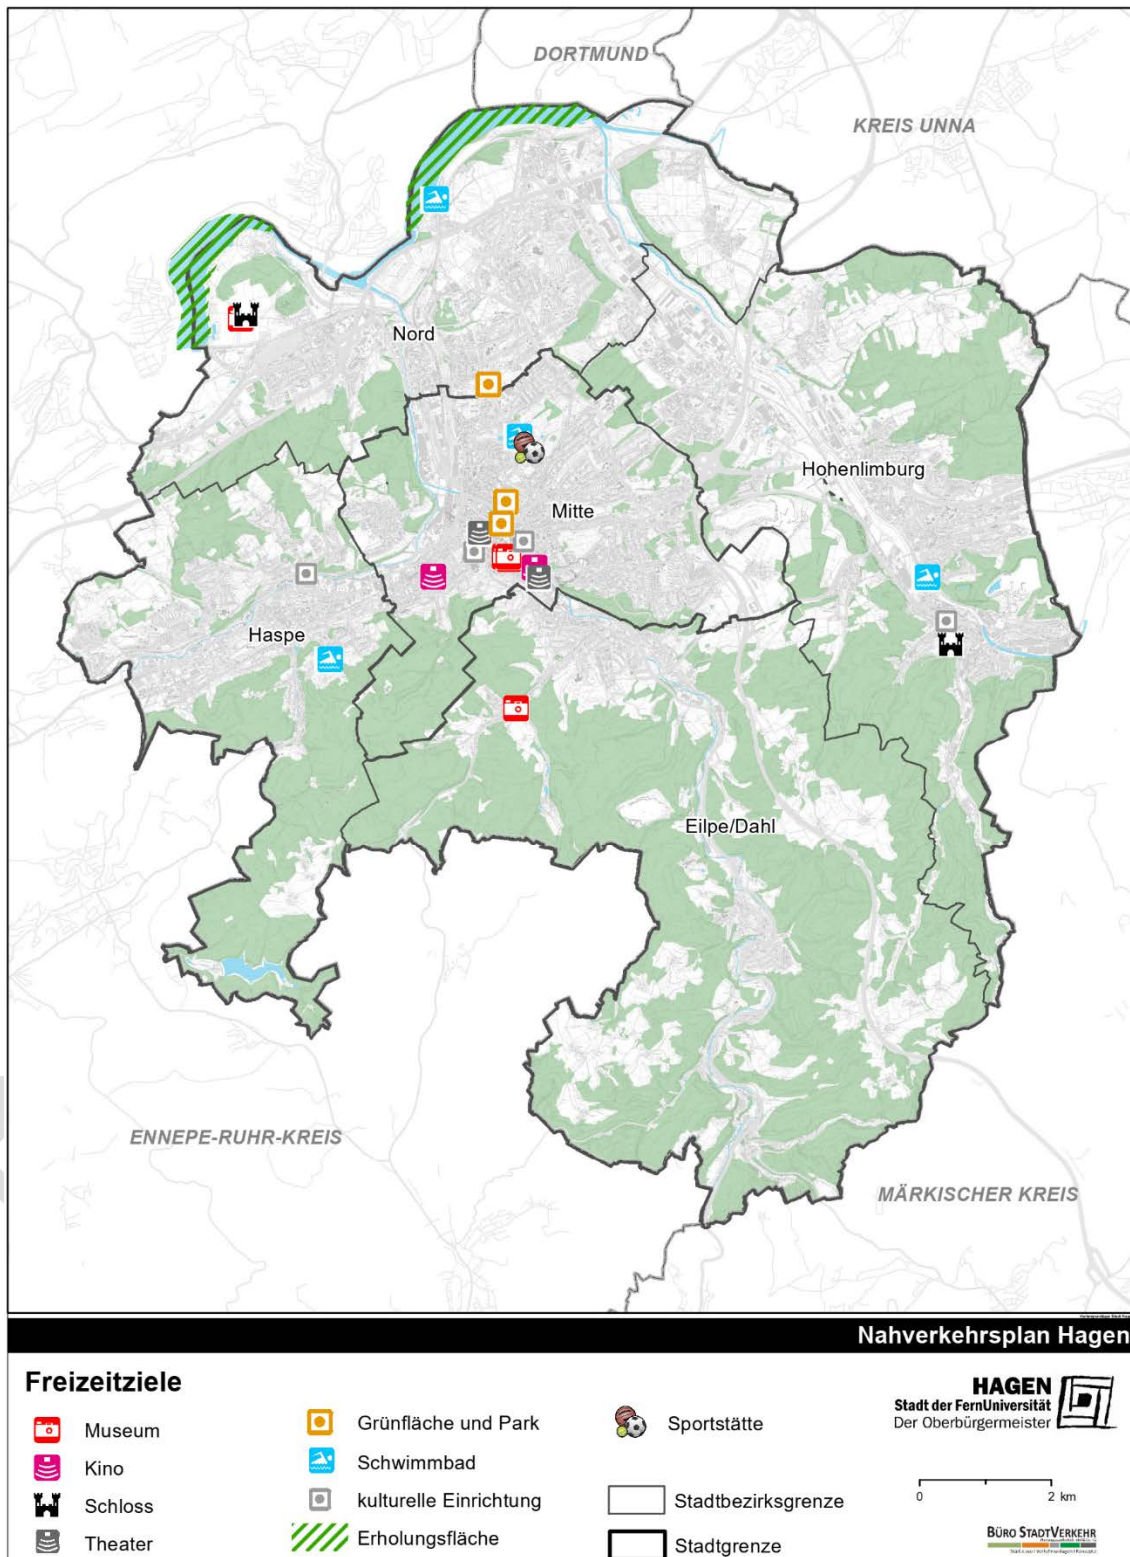 DORTMUND
KREIS UNNA
Nord
Hohenlimburg
Mitte
Haspe
Eilpe/Dahl
ENNEPE-RUHR-KREIS
MÄRKISCHER KREIS
Nahverkehrsplan Hagen
Freizeitziele
Museum
Kino
Schloss
Theater
Grünfläche und Park
Schwimmbad
kulturelle Einrichtung
Erholungsfläche
Sportstätte
Stadtbezirksgrenze
Stadtgrenze
HAGEN
Stadt der FernUniversität
Der Oberbürgermeister
0 2 km
BÜRO STADTVERKEHR